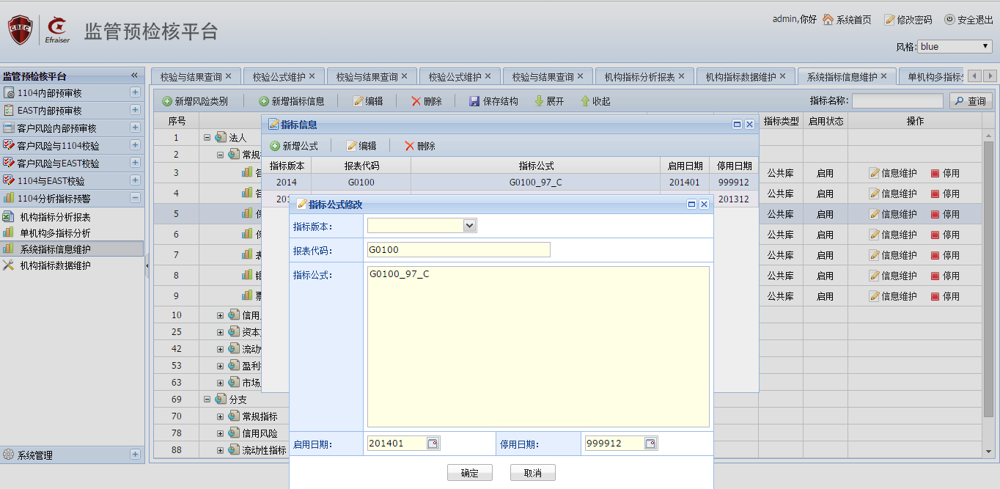 admin,你好 系统首页 修改密码 安全退出
CBEC Efraiser 监管预检核平台
风格: blue
监管预检核平台
1104内部预审核
EAST内部预审核
客户风险内部预审核
客户风险与1104校验
客户风险与EAST校验
1104与EAST校验
1104分析指标预警
机构指标分析报表
单机构多指标分析
系统指标信息维护
机构指标数据维护
系统管理
校验与结果查询 校验公式维护 校验与结果查询 校验公式维护 校验与结果查询 机构指标分析报表 机构指标数据维护 系统指标信息维护 单机构多指标
新增风险类别 新增指标信息 编辑 删除 保存结构 展开 收起 指标名称: 查询
序号 指标类型 启用状态 操作
1 法人
2 常规
3 公共库 启用 信息维护 停用
4 公共库 启用 信息维护 停用
5 公共库 启用 信息维护 停用
6 公共库 启用 信息维护 停用
7 公共库 启用 信息维护 停用
8 公共库 启用 信息维护 停用
9 公共库 启用 信息维护 停用
10 信用
25 资本
42 流动
53 盈利
63 市场
69 分支
70 常规指标
78 信用风险
88 流动性指标
指标信息
新增公式 编辑 删除
指标版本 报表代码 指标公式 启用日期 停用日期
2014 G0100 G0100_97_C 201401 999912
201312
指标公式修改
指标版本:
报表代码: G0100
指标公式: G0100_97_C
启用日期: 201401 停用日期: 999912
确定 取消